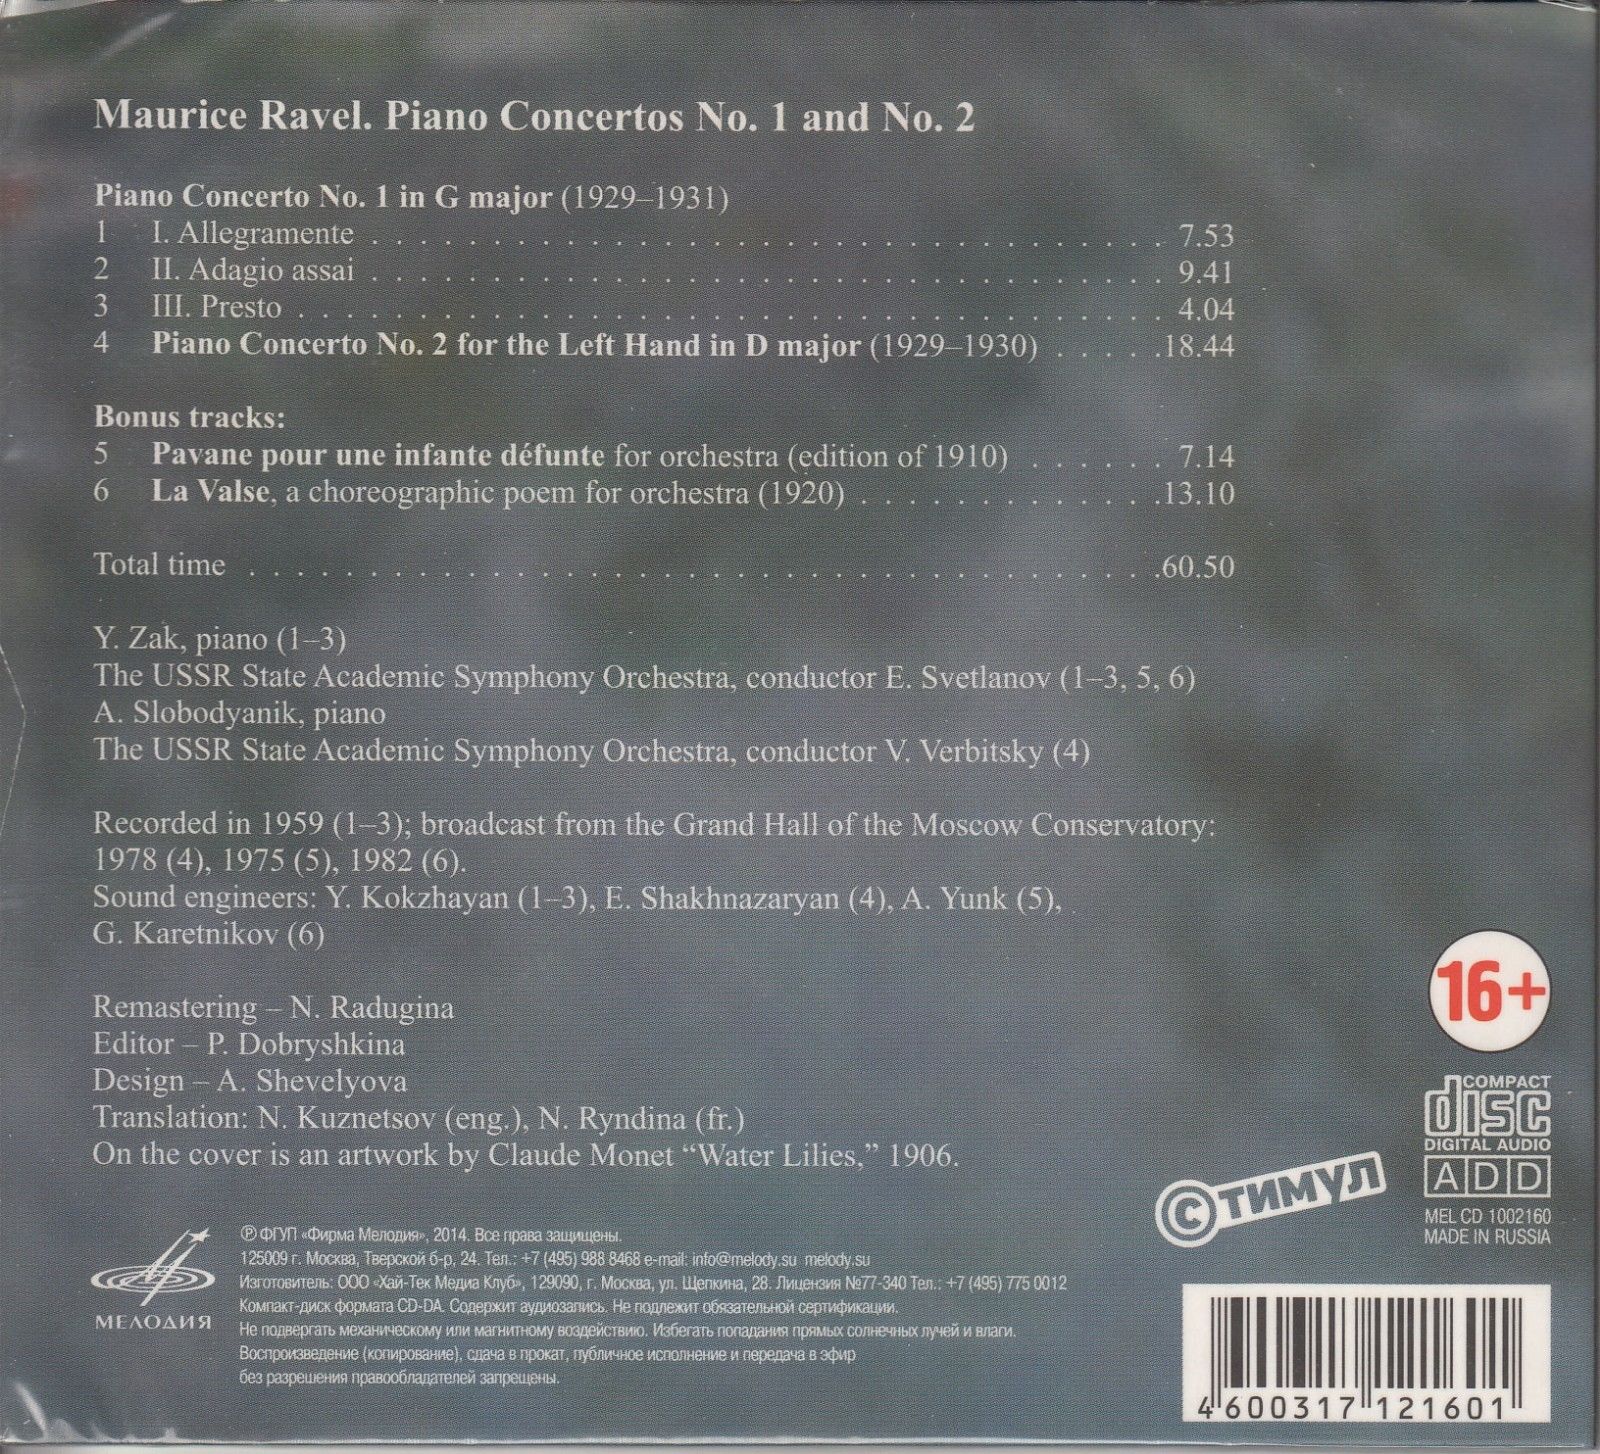 Maurice Ravel. Piano Concertos No. 1 and No. 2
Piano Concerto No. 1 in G major (1929–1931)
1 I. Allegramente . . . . . . . . . . . . . . . . . . . . . . . . . . . . . . . . . 7.53
2 II. Adagio assai . . . . . . . . . . . . . . . . . . . . . . . . . . . . . . . . . 9.41
3 III. Presto . . . . . . . . . . . . . . . . . . . . . . . . . . . . . . . . . . . . 4.04
4 Piano Concerto No. 2 for the Left Hand in D major (1929–1930) . . . . .18.44
Bonus tracks:
5 Pavane pour une infante défunte for orchestra (edition of 1910) . . . . . . 7.14
6 La Valse, a choreographic poem for orchestra (1920) . . . . . . . . . . . . .13.10
Total time . . . . . . . . . . . . . . . . . . . . . . . . . . . . . . . . . . . . . .60.50
Y. Zak, piano (1–3)
The USSR State Academic Symphony Orchestra, conductor E. Svetlanov (1–3, 5, 6)
A. Slobodyanik, piano
The USSR State Academic Symphony Orchestra, conductor V. Verbitsky (4)
Recorded in 1959 (1–3); broadcast from the Grand Hall of the Moscow Conservatory:
1978 (4), 1975 (5), 1982 (6).
Sound engineers: Y. Kokzhayan (1–3), E. Shakhnazaryan (4), A. Yunk (5),
G. Karetnikov (6)
Remastering – N. Radugina
Editor – P. Dobryshkina
Design – A. Shevelyova
Translation: N. Kuznetsov (eng.), N. Ryndina (fr.)
On the cover is an artwork by Claude Monet “Water Lilies,” 1906.
16+
COMPACT
disc
DIGITAL AUDIO
ADD
MEL CD 1002160
MADE IN RUSSIA
СТИМУЛ
МЕЛОДИЯ
℗ ФГУП «Фирма Мелодия», 2014. Все права защищены.
125009 г. Москва, Тверской б-р, 24. Тел.: +7 (495) 988 8468 e-mail: info@melody.su melody.su
Изготовитель: ООО «Хай-Тек Медиа Клуб», 129090, г. Москва, ул. Щепкина, 28. Лицензия №77-340 Тел.: +7 (495) 775 0012
Компакт-диск формата CD-DA. Содержит аудиозапись. Не подлежит обязательной сертификации.
Не подвергать механическому или магнитному воздействию. Избегать попадания прямых солнечных лучей и влаги.
Воспроизведение (копирование), сдача в прокат, публичное исполнение и передача в эфир
без разрешения правообладателей запрещены.
4 600317 121601